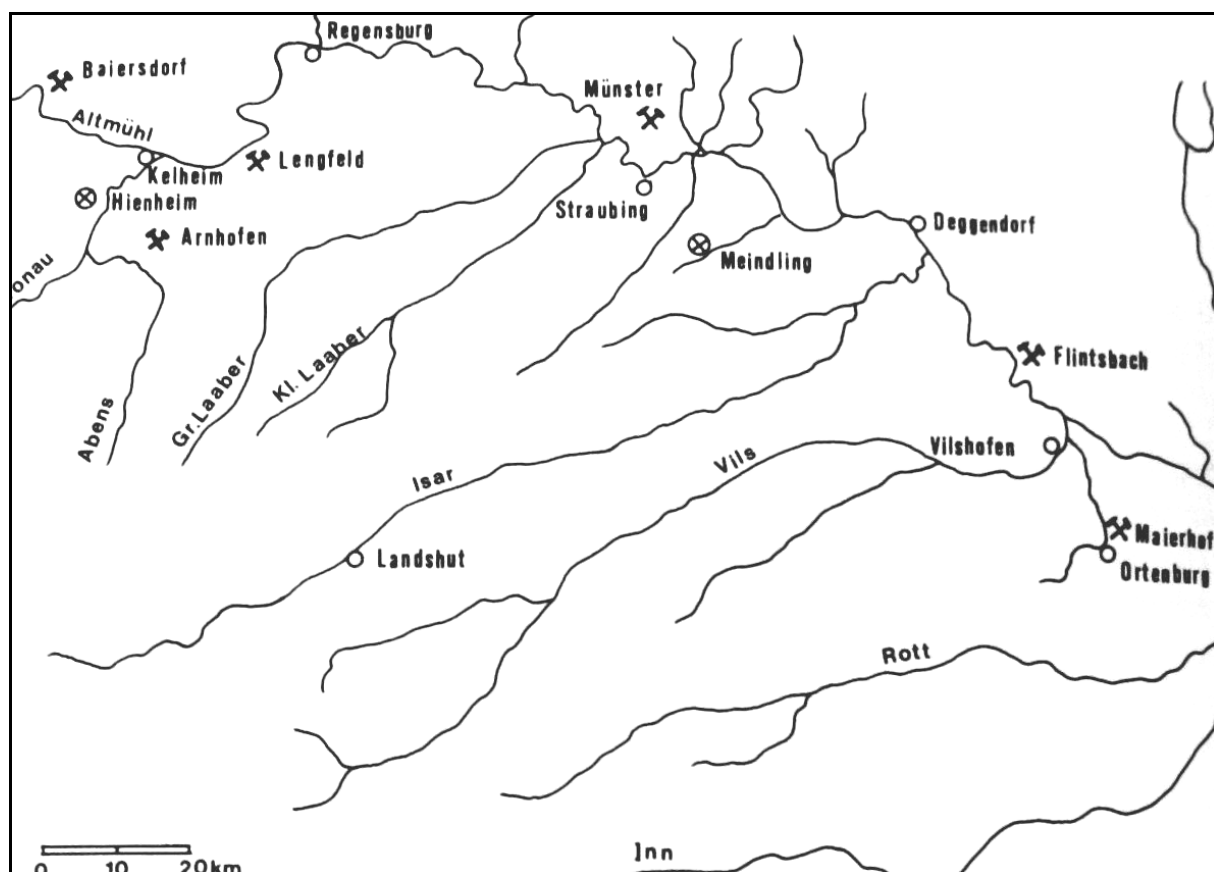 Regensburg
Baiersdorf
Münster
Altmühl
Lengfeld
Kelheim
Hienheim
Straubing
Arnhofen
Deggendorf
Meindling
onau
Flintsbach
Kl. Laaber
Gr. Laaber
Abens
Vilshofen
Vils
Isar
Maierhof
Landshut
Ortenburg
Rott
Inn
0 10 20km